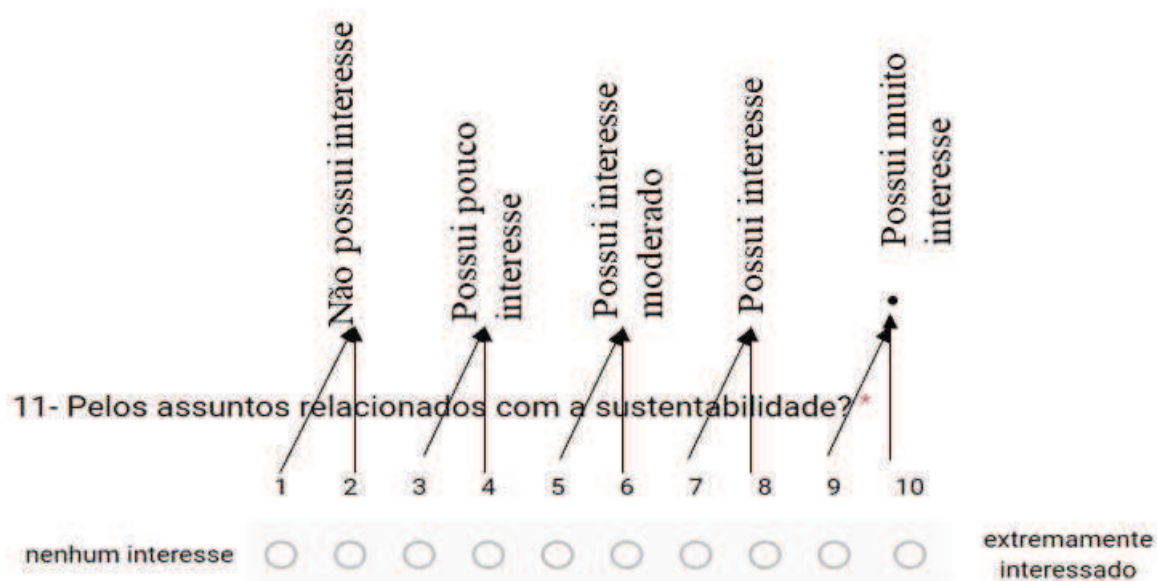 Não possui interesse
Possui pouco
interesse
Possui interesse
moderado
Possui interesse
Possui muito
interesse
11- Pelos assuntos relacionados com a sustentabilidade? *
1 2 3 4 5 6 7 8 9 10
nenhum interesse
extremamente
interessado